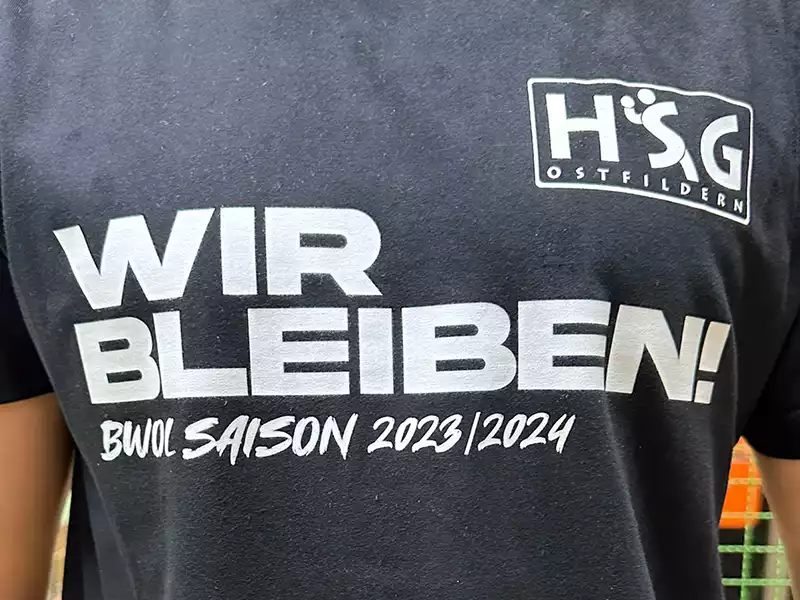 HSG
OSTFILDERN
WIR
BLEIBEN!
BWOL SAISON 2023/2024